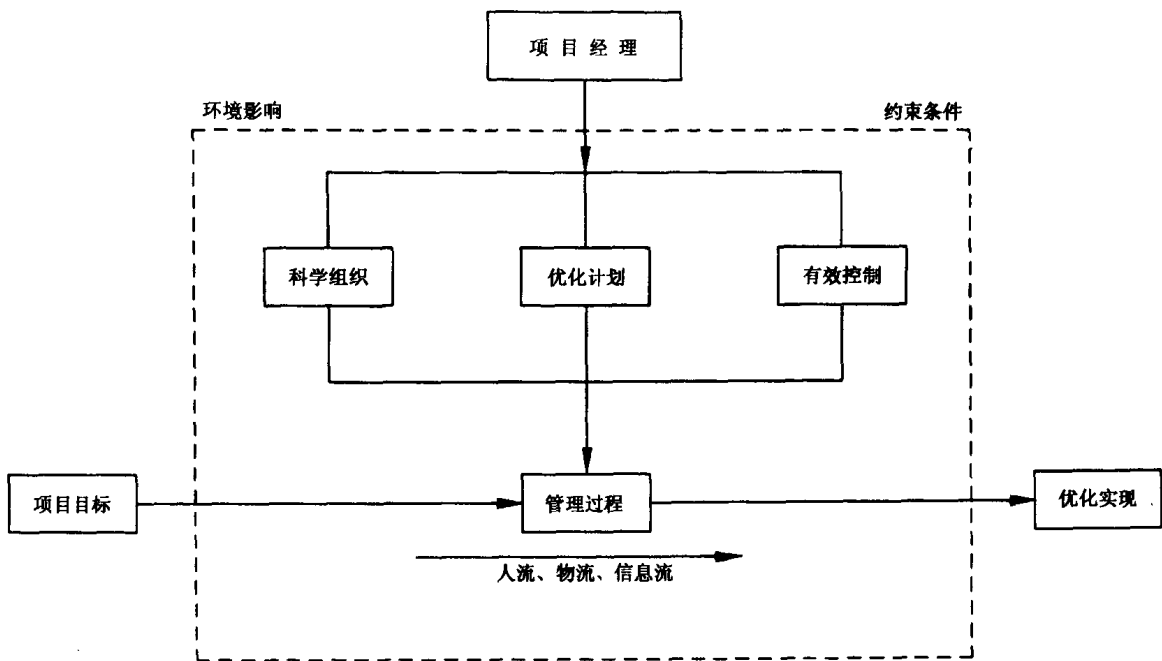 项目经理
环境影响
约束条件
科学组织
优化计划
有效控制
项目目标
管理过程
优化实现
人流、物流、信息流